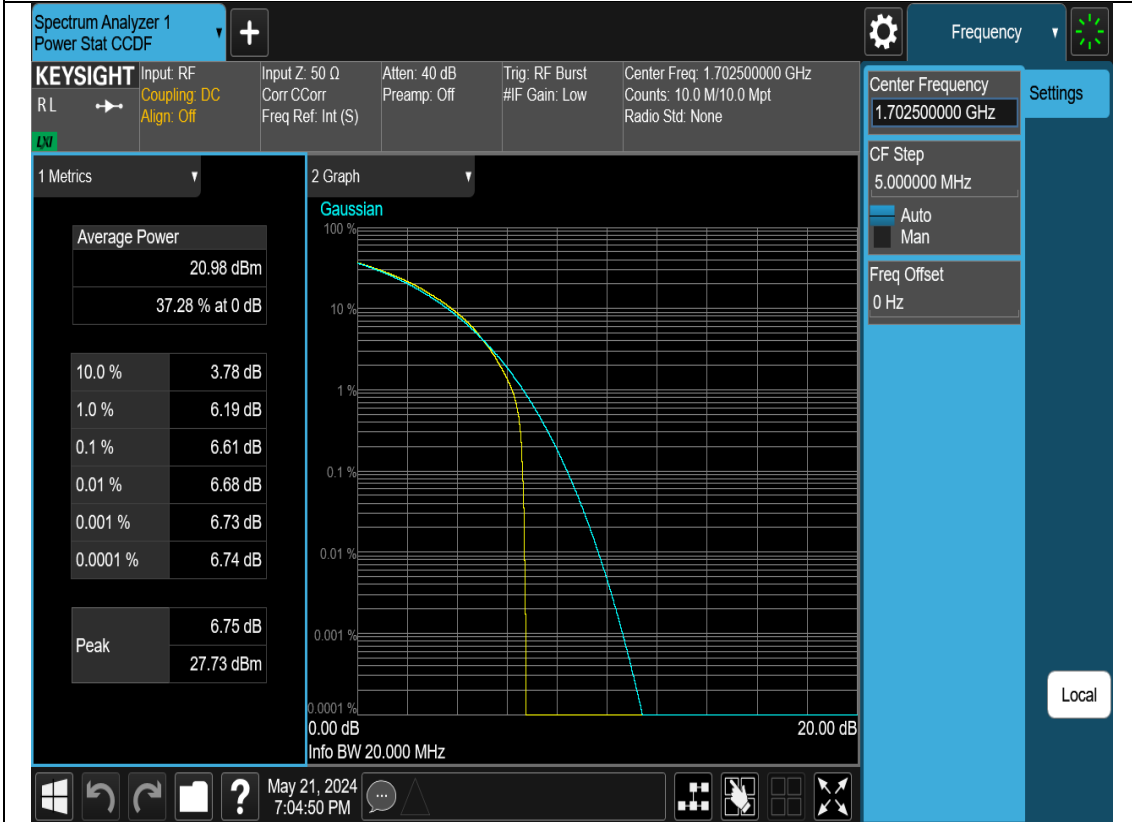 Spectrum Analyzer 1
Power Stat CCDF
Frequency
KEYSIGHT
RL
LXI
Input: RF
Coupling: DC
Align: Off
Input Z: 50 Ω
Corr CCorr
Freq Ref: Int (S)
Atten: 40 dB
Preamp: Off
Trig: RF Burst
#IF Gain: Low
Center Freq: 1.702500000 GHz
Counts: 10.0 M/10.0 Mpt
Radio Std: None
1 Metrics
Average Power
20.98 dBm
37.28 % at 0 dB
10.0 % 3.78 dB
1.0 % 6.19 dB
0.1 % 6.61 dB
0.01 % 6.68 dB
0.001 % 6.73 dB
0.0001 % 6.74 dB
Peak
6.75 dB
27.73 dBm
2 Graph
Gaussian
100 %
10 %
1 %
0.1 %
0.01 %
0.001 %
0.0001 %
0.00 dB 20.00 dB
Info BW 20.000 MHz
Center Frequency
1.702500000 GHz
CF Step
5.000000 MHz
Auto
Man
Freq Offset
0 Hz
Settings
Local
?
May 21, 2024
7:04:50 PM